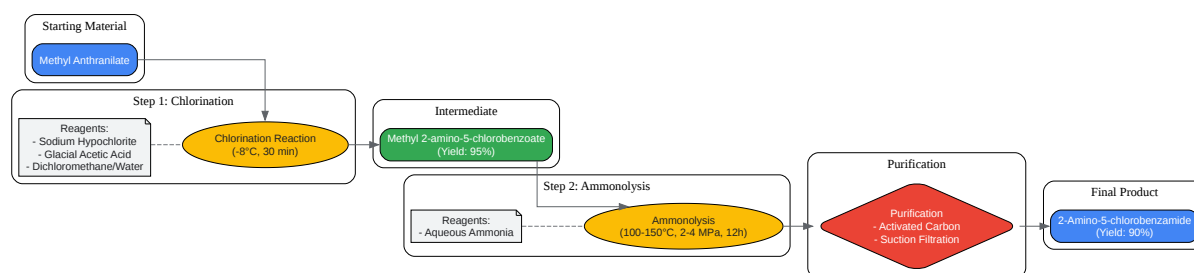 Starting Material
Methyl Anthranilate
Step 1: Chlorination
Reagents:
- Sodium Hypochlorite
- Glacial Acetic Acid
- Dichloromethane/Water
Chlorination Reaction
(-8°C, 30 min)
Intermediate
Methyl 2-amino-5-chlorobenzoate
(Yield: 95%)
Step 2: Ammonolysis
Reagents:
- Aqueous Ammonia
Ammonolysis
(100-150°C, 2-4 MPa, 12h)
Purification
Purification
- Activated Carbon
- Suction Filtration
Final Product
2-Amino-5-chlorobenzamide
(Yield: 90%)